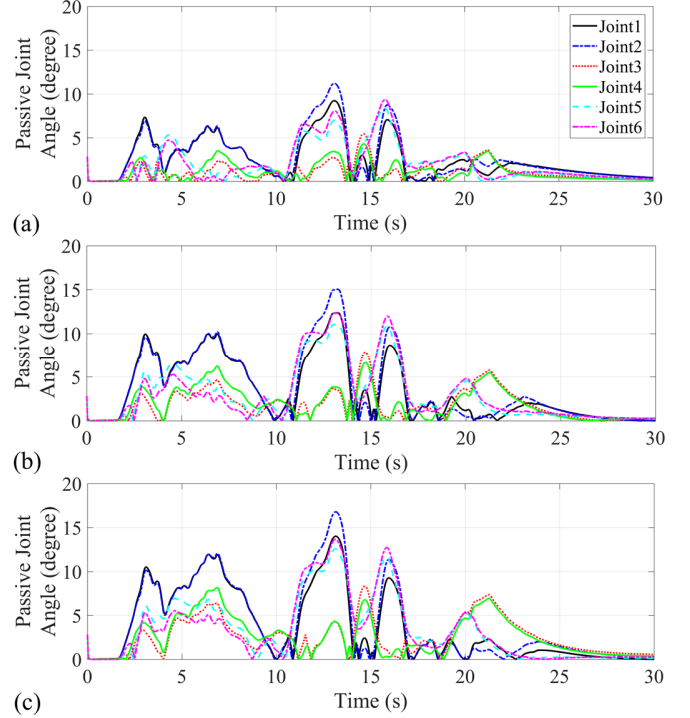 20
15
10
5
0
Passive Joint
Angle (degree)
Joint1
Joint2
Joint3
Joint4
Joint5
Joint6
0 5 10 15 20 25 30
Time (s)
(a)
20
15
10
5
0
Passive Joint
Angle (degree)
0 5 10 15 20 25 30
Time (s)
(b)
20
15
10
5
0
Passive Joint
Angle (degree)
0 5 10 15 20 25 30
Time (s)
(c)